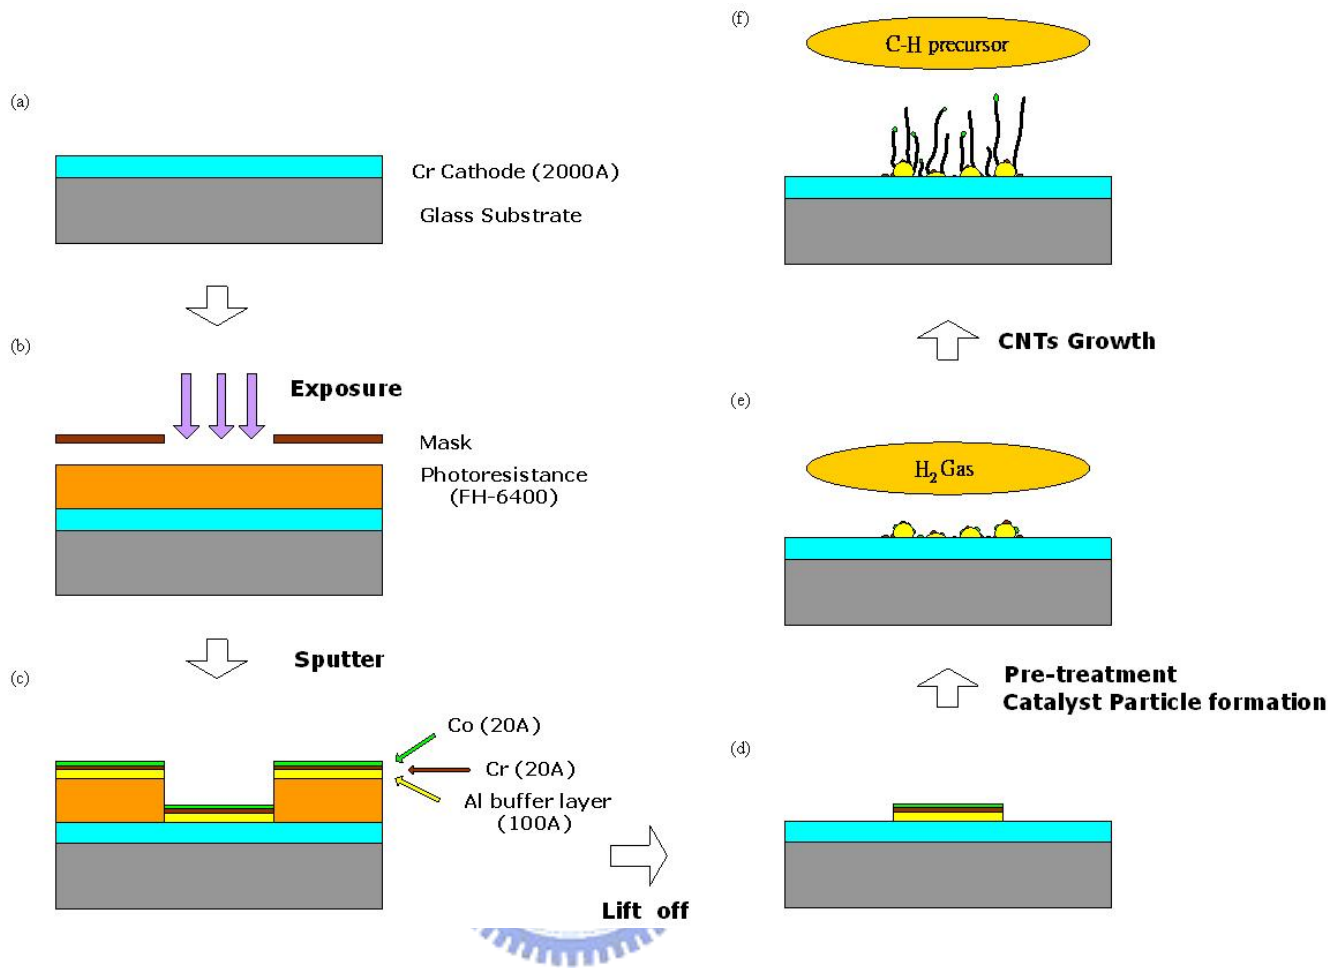 (a)
Cr Cathode (2000A)
Glass Substrate
(b)
Exposure
Mask
Photoresistance
(FH-6400)
Sputter
(c)
Co (20A)
Cr (20A)
Al buffer layer
(100A)
Lift off
(d)
Pre-treatment
Catalyst Particle formation
(e)
H₂ Gas
CNTs Growth
(f)
C-H precursor